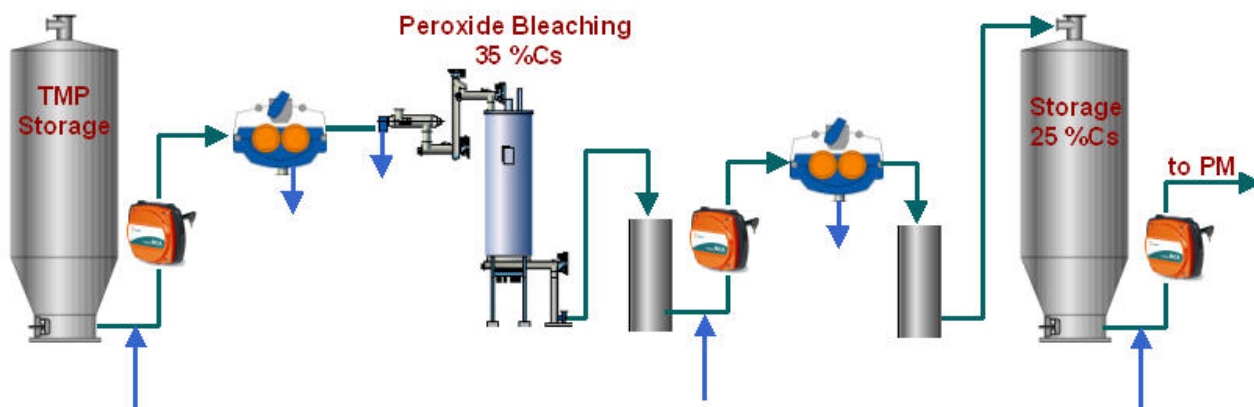 Peroxide Bleaching
35 %Cs
TMP
Storage
Storage
25 %Cs
to PM